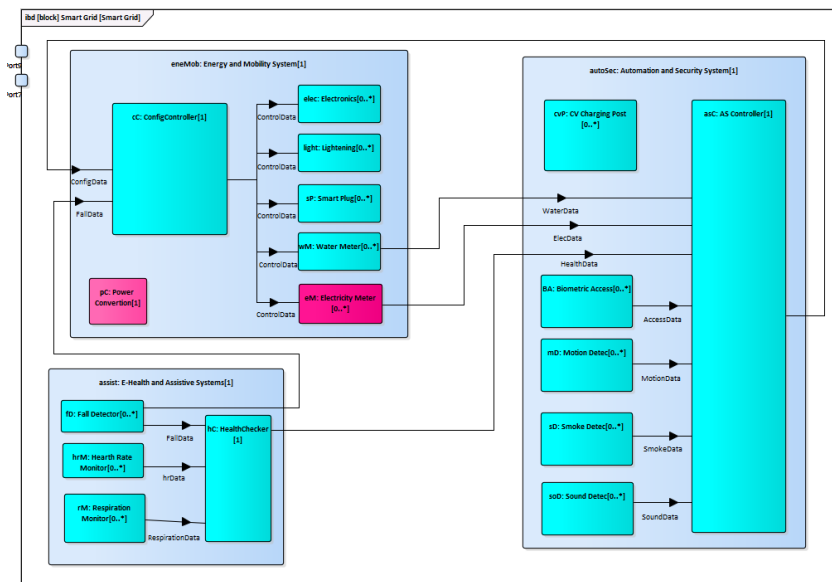 ibd [block] Smart Grid [Smart Grid]
Port7
eneMob: Energy and Mobility System[1]
cC: ConfigController[1]
elec: Electronics[0..*]
ControlData
light: Lightening[0..*]
ControlData
sP: Smart Plug[0..*]
ControlData
wM: Water Meter[0..*]
ControlData
eM: Electricity Meter
[0..*]
ControlData
ConfigData
FallData
pC: Power
Convertion[1]
autoSec: Automation and Security System[1]
cvP: CV Charging Post
[0..*]
asC: AS Controller[1]
WaterData
ElecData
HealthData
BA: Biometric Access[0..*]
AccessData
mD: Motion Detec[0..*]
MotionData
sD: Smoke Detec[0..*]
SmokeData
soD: Sound Detec[0..*]
SoundData
assist: E-Health and Assistive Systems[1]
fD: Fall Detector[0..*]
FallData
hC: HealthChecker
[1]
hrM: Hearth Rate
Monitor[0..*]
hrData
rM: Respiration
Monitor[0..*]
RespirationData